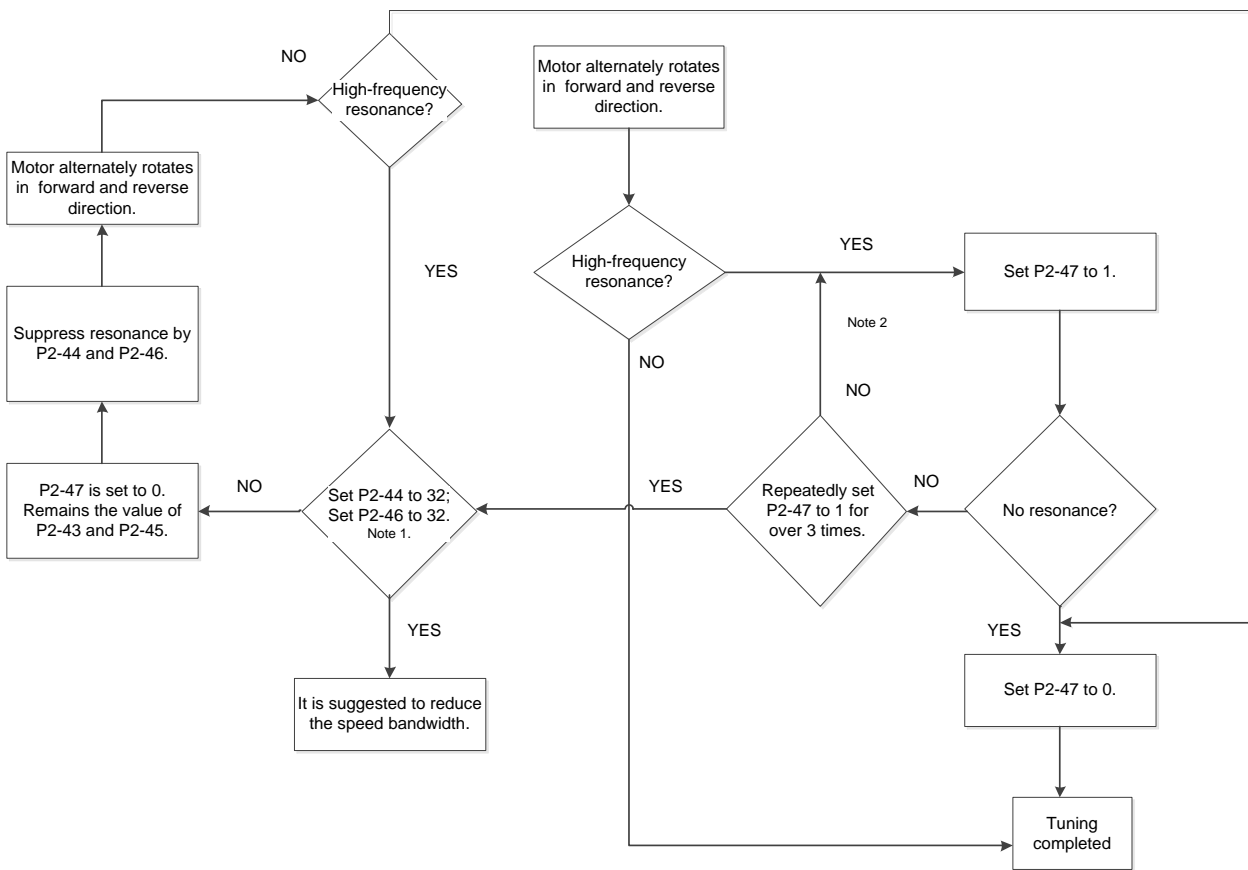 NO
High-frequency
resonance?
Motor alternately rotates
in forward and reverse
direction.
Motor alternately rotates
in forward and reverse
direction.
YES
High-frequency
resonance?
YES
Set P2-47 to 1.
Suppress resonance by
P2-44 and P2-46.
Note 2
NO
NO
P2-47 is set to 0.
Remains the value of
P2-43 and P2-45.
NO
Set P2-44 to 32;
Set P2-46 to 32.
Note 1.
YES
Repeatedly set
P2-47 to 1 for
over 3 times.
NO
No resonance?
YES
YES
It is suggested to reduce
the speed bandwidth.
Set P2-47 to 0.
Tuning
completed